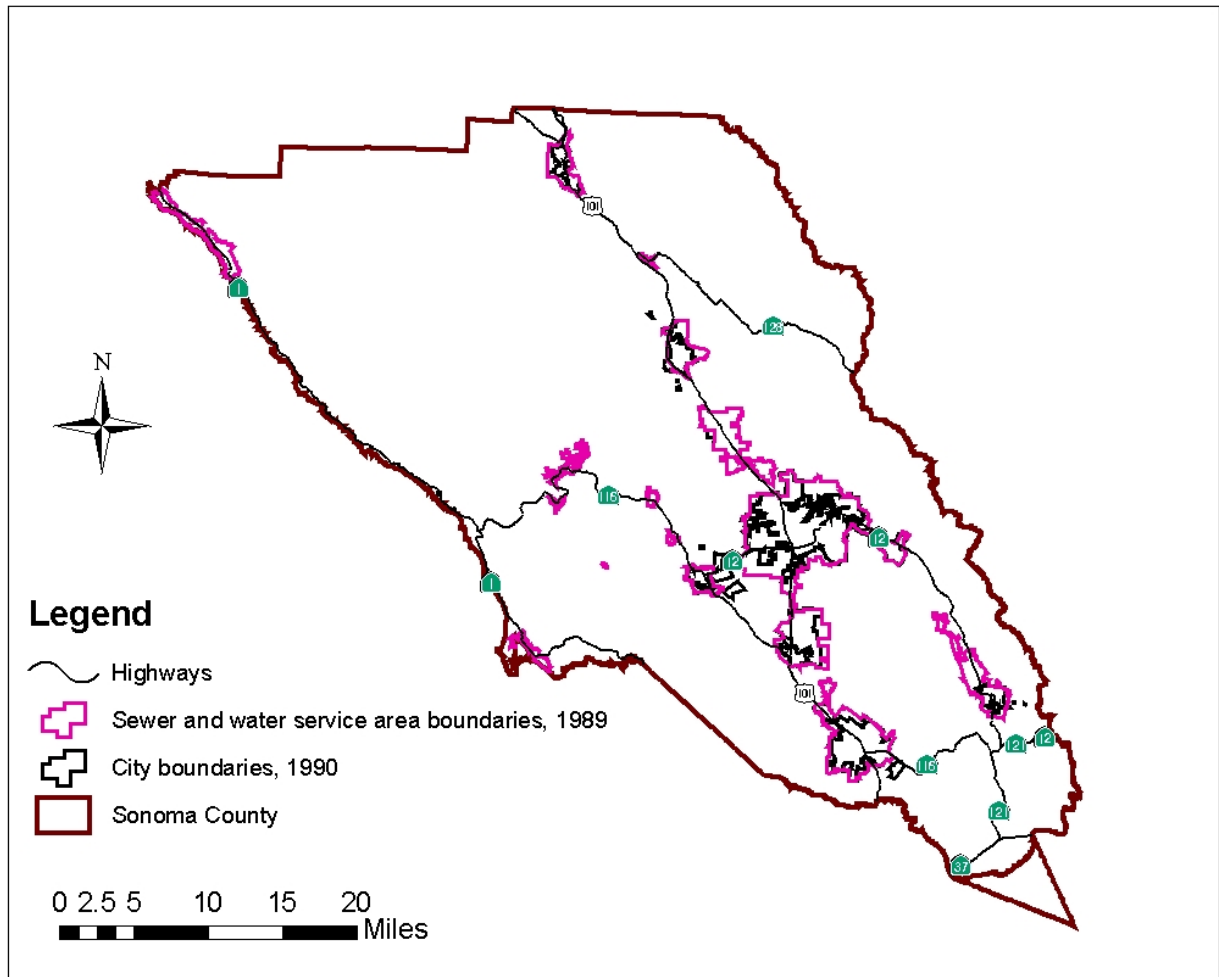 101
1
128
N
116
12
12
1
Legend
Highways
Sewer and water service area boundaries, 1989
101
City boundaries, 1990
121
12
116
Sonoma County
121
37
0 2.5 5 10 15 20
Miles